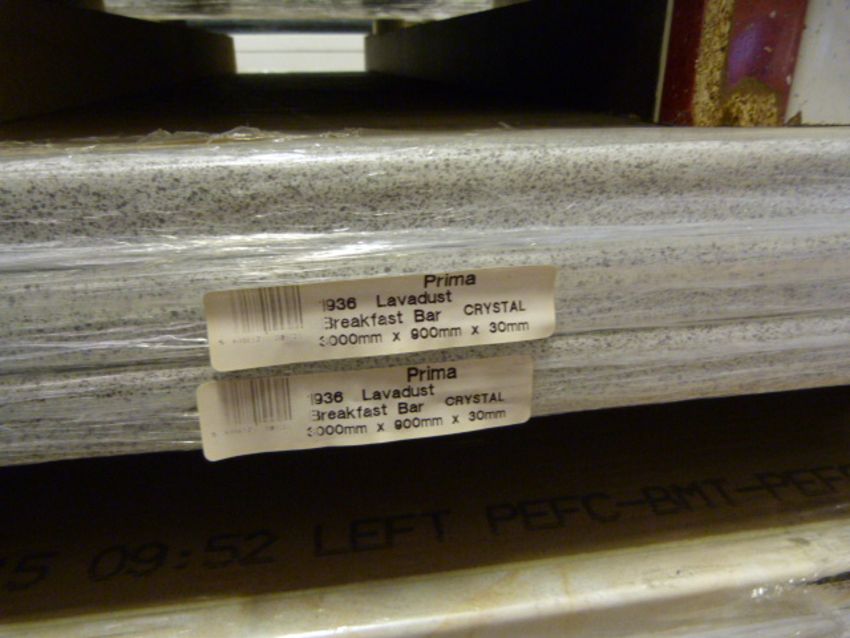 Prima
1936 Lavadust
Breakfast Bar CRYSTAL
3000mm x 900mm x 30mm
Prima
1936 Lavadust
Breakfast Bar CRYSTAL
3000mm x 900mm x 30mm
09:52 LEFT PEFC-BMT-PEFC